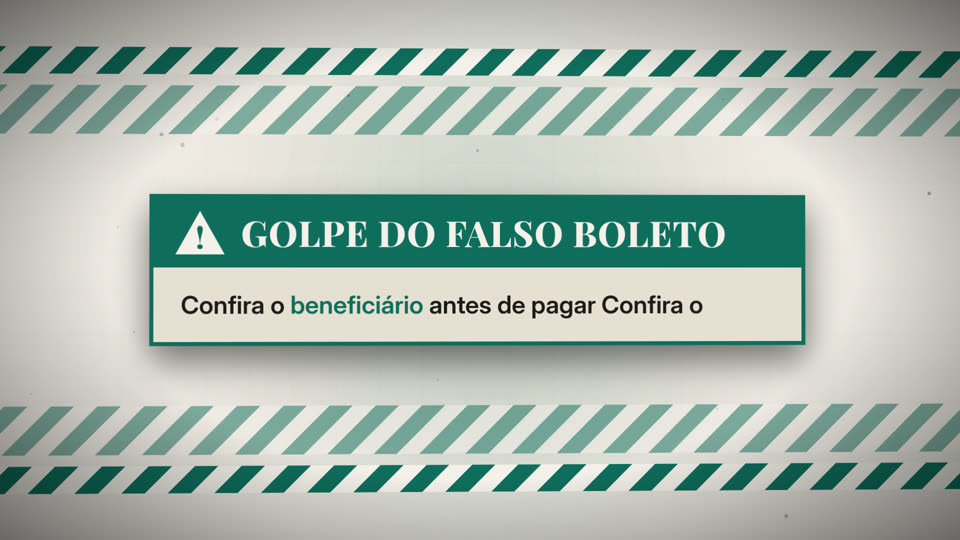 GOLPE DO FALSO BOLETO
Confira o beneficiário antes de pagar Confira o